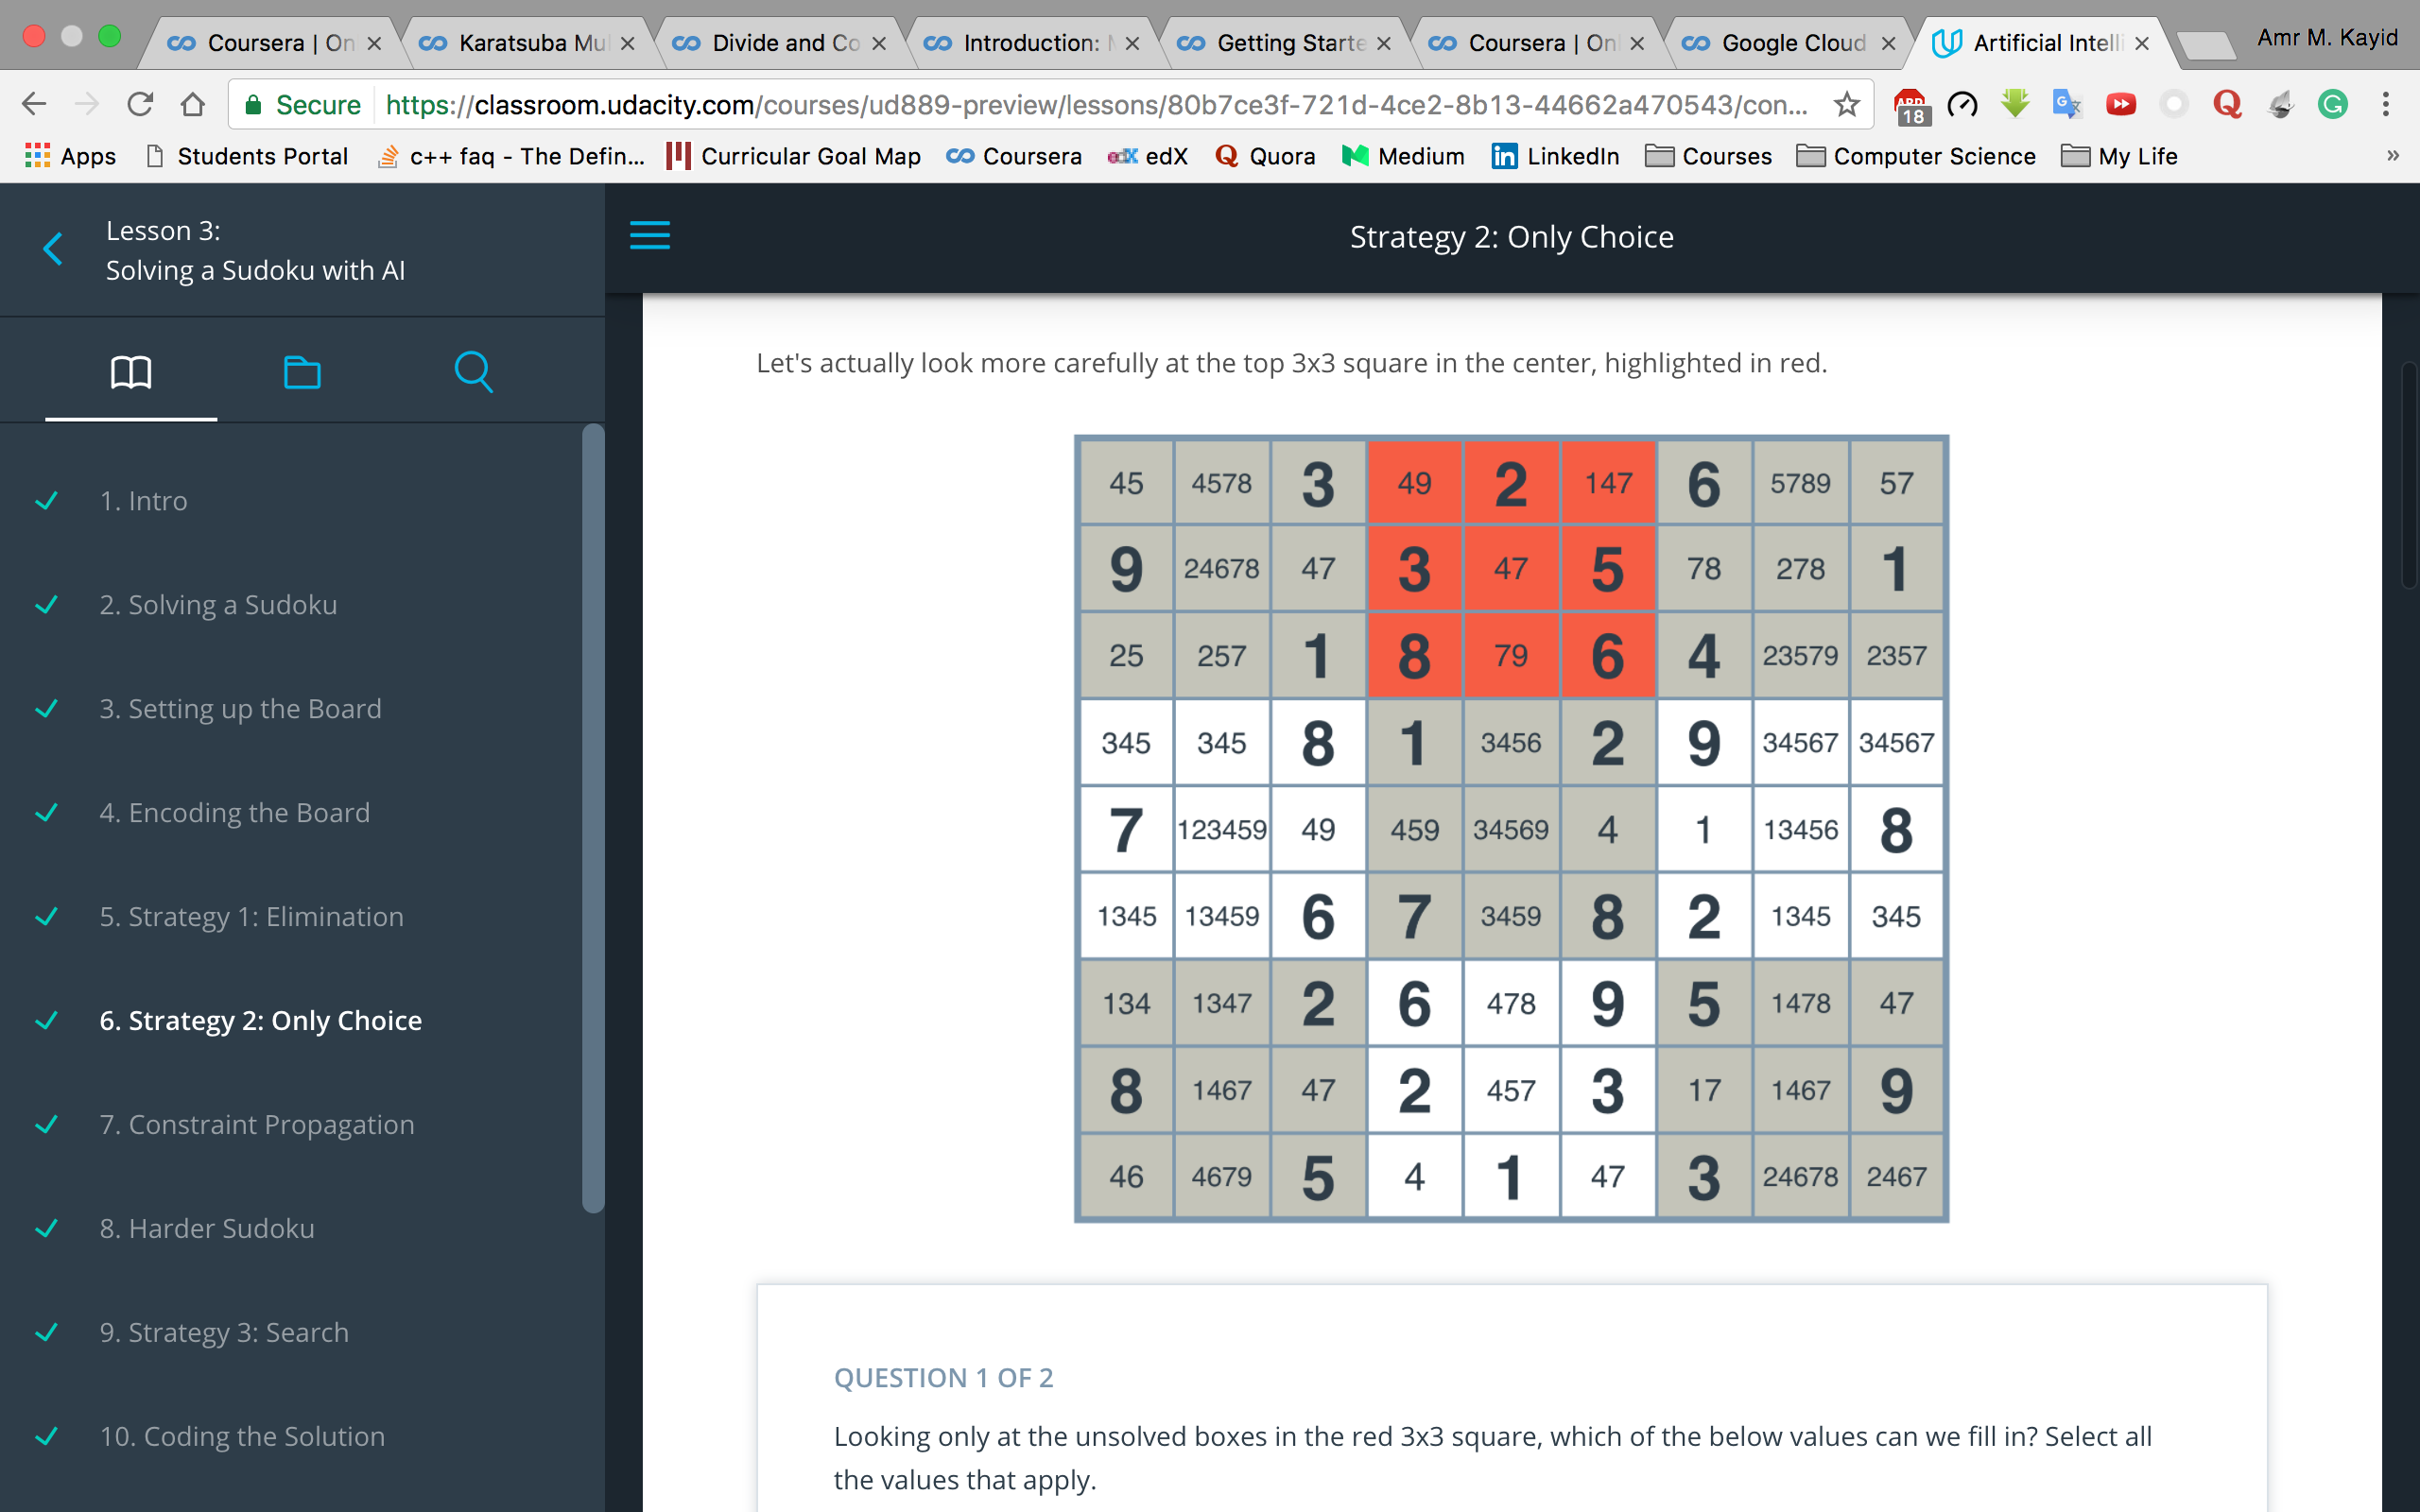 Coursera | On
Karatsuba Mul
Divide and Co
Introduction: M
Getting Starte
Coursera | Onl
Google Cloud
Artificial Intelli
Amr M. Kayid
Secure https://classroom.udacity.com/courses/ud889-preview/lessons/80b7ce3f-721d-4ce2-8b13-44662a470543/con...
ABP 18
Apps Students Portal c++ faq - The Defin... Curricular Goal Map Coursera edX Quora Medium LinkedIn Courses Computer Science My Life »
Lesson 3:
Solving a Sudoku with AI
1. Intro
2. Solving a Sudoku
3. Setting up the Board
4. Encoding the Board
5. Strategy 1: Elimination
6. Strategy 2: Only Choice
7. Constraint Propagation
8. Harder Sudoku
9. Strategy 3: Search
10. Coding the Solution
Strategy 2: Only Choice
Let's actually look more carefully at the top 3x3 square in the center, highlighted in red.
45 4578 3 49 2 147 6 5789 57
9 24678 47 3 47 5 78 278 1
25 257 1 8 79 6 4 23579 2357
345 345 8 1 3456 2 9 34567 34567
7 123459 49 459 34569 4 1 13456 8
1345 13459 6 7 3459 8 2 1345 345
134 1347 2 6 478 9 5 1478 47
8 1467 47 2 457 3 17 1467 9
46 4679 5 4 1 47 3 24678 2467
QUESTION 1 OF 2
Looking only at the unsolved boxes in the red 3x3 square, which of the below values can we fill in? Select all
the values that apply.